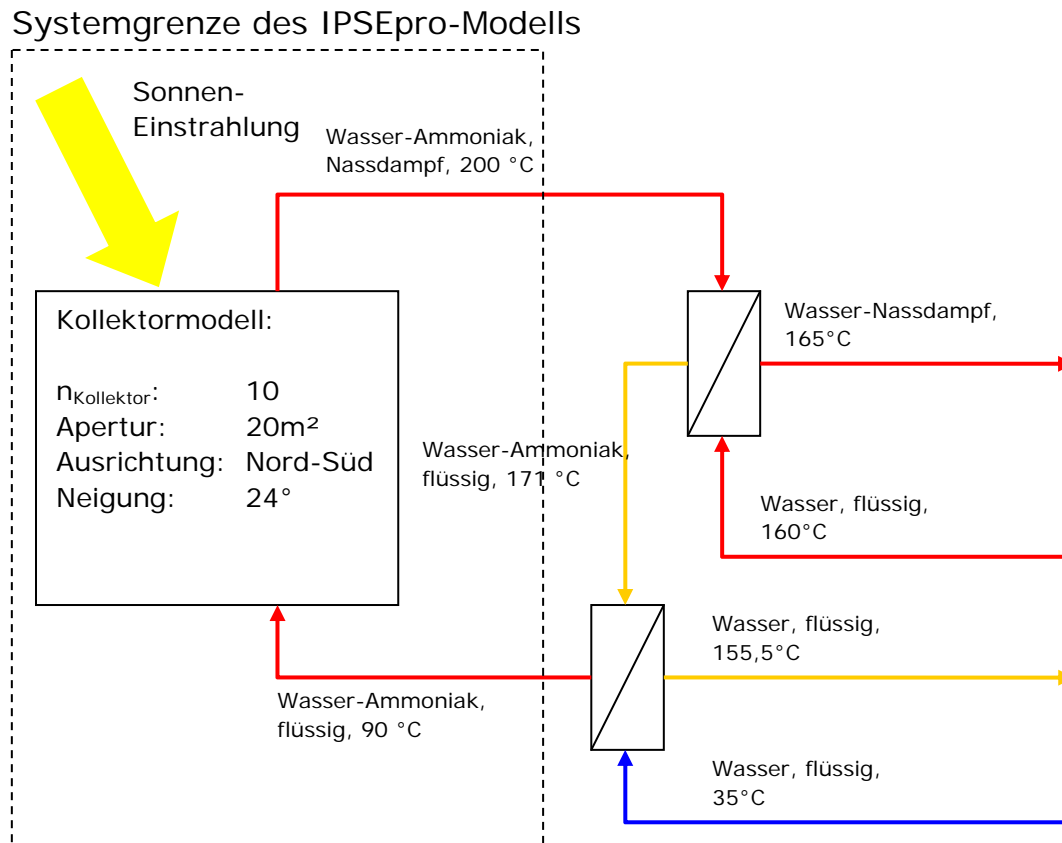 Systemgrenze des IPSEpro-Modells
Sonnen-
Einstrahlung
Wasser-Ammoniak,
Nassdampf, 200 °C
Kollektormodell:
nKollektor: 10
Apertur: 20m²
Ausrichtung: Nord-Süd
Neigung: 24°
Wasser-Nassdampf,
165°C
Wasser-Ammoniak,
flüssig, 171 °C
Wasser, flüssig,
160°C
Wasser, flüssig,
155,5°C
Wasser-Ammoniak,
flüssig, 90 °C
Wasser, flüssig,
35°C